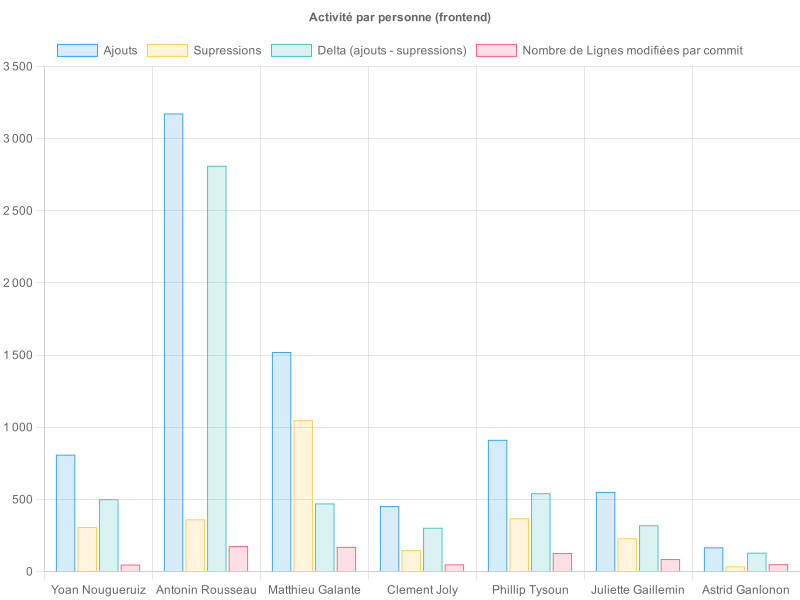 Activité par personne (frontend)
Ajouts Supressions Delta (ajouts - supressions) Nombre de Lignes modifiées par commit
3 500
3 000
2 500
2 000
1 500
1 000
500
0
Yoan Nougueruiz Antonin Rousseau Matthieu Galante Clement Joly Phillip Tysoun Juliette Gaillemin Astrid Ganlonon